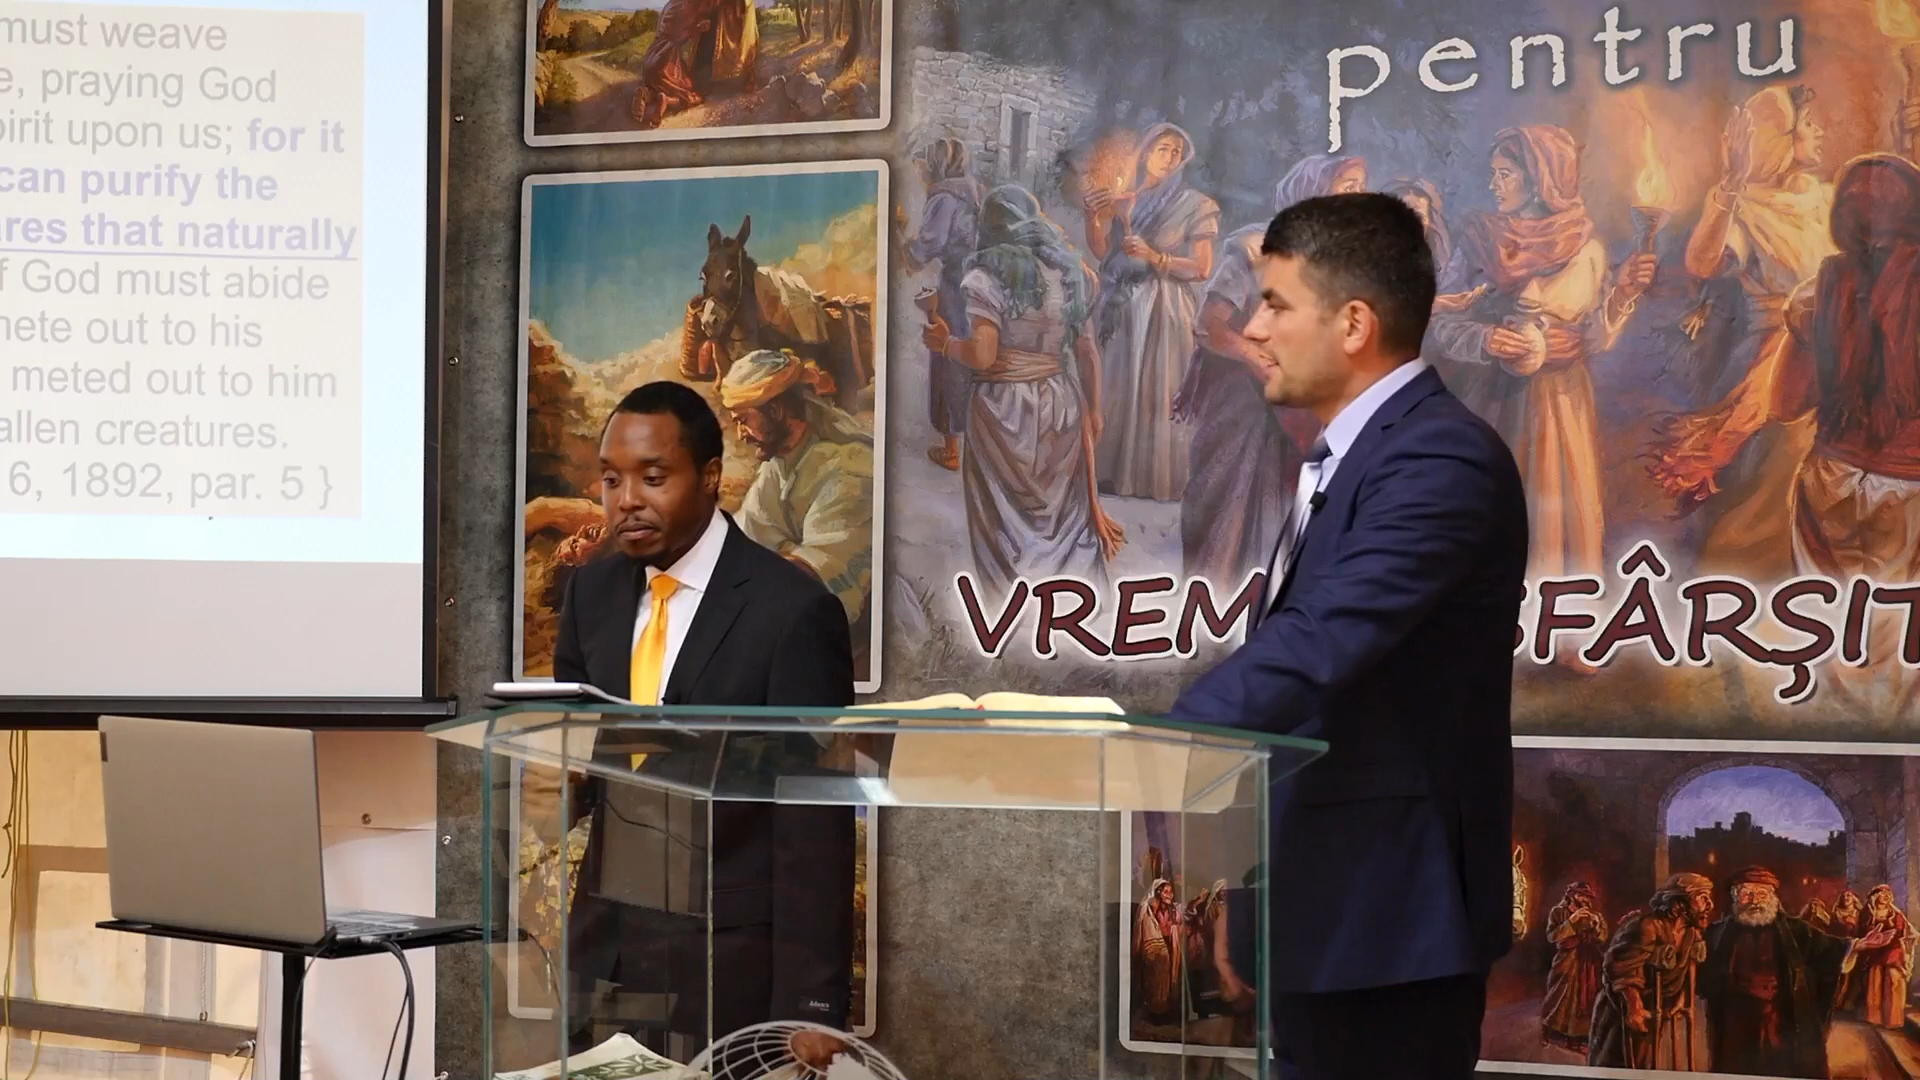 must weave
e, praying God
pirit upon us; for it
can purify the
ares that naturally
f God must abide
mete out to his
meted out to him
allen creatures.
6, 1892, par. 5 }
pentru
VREM SFÂRȘIT